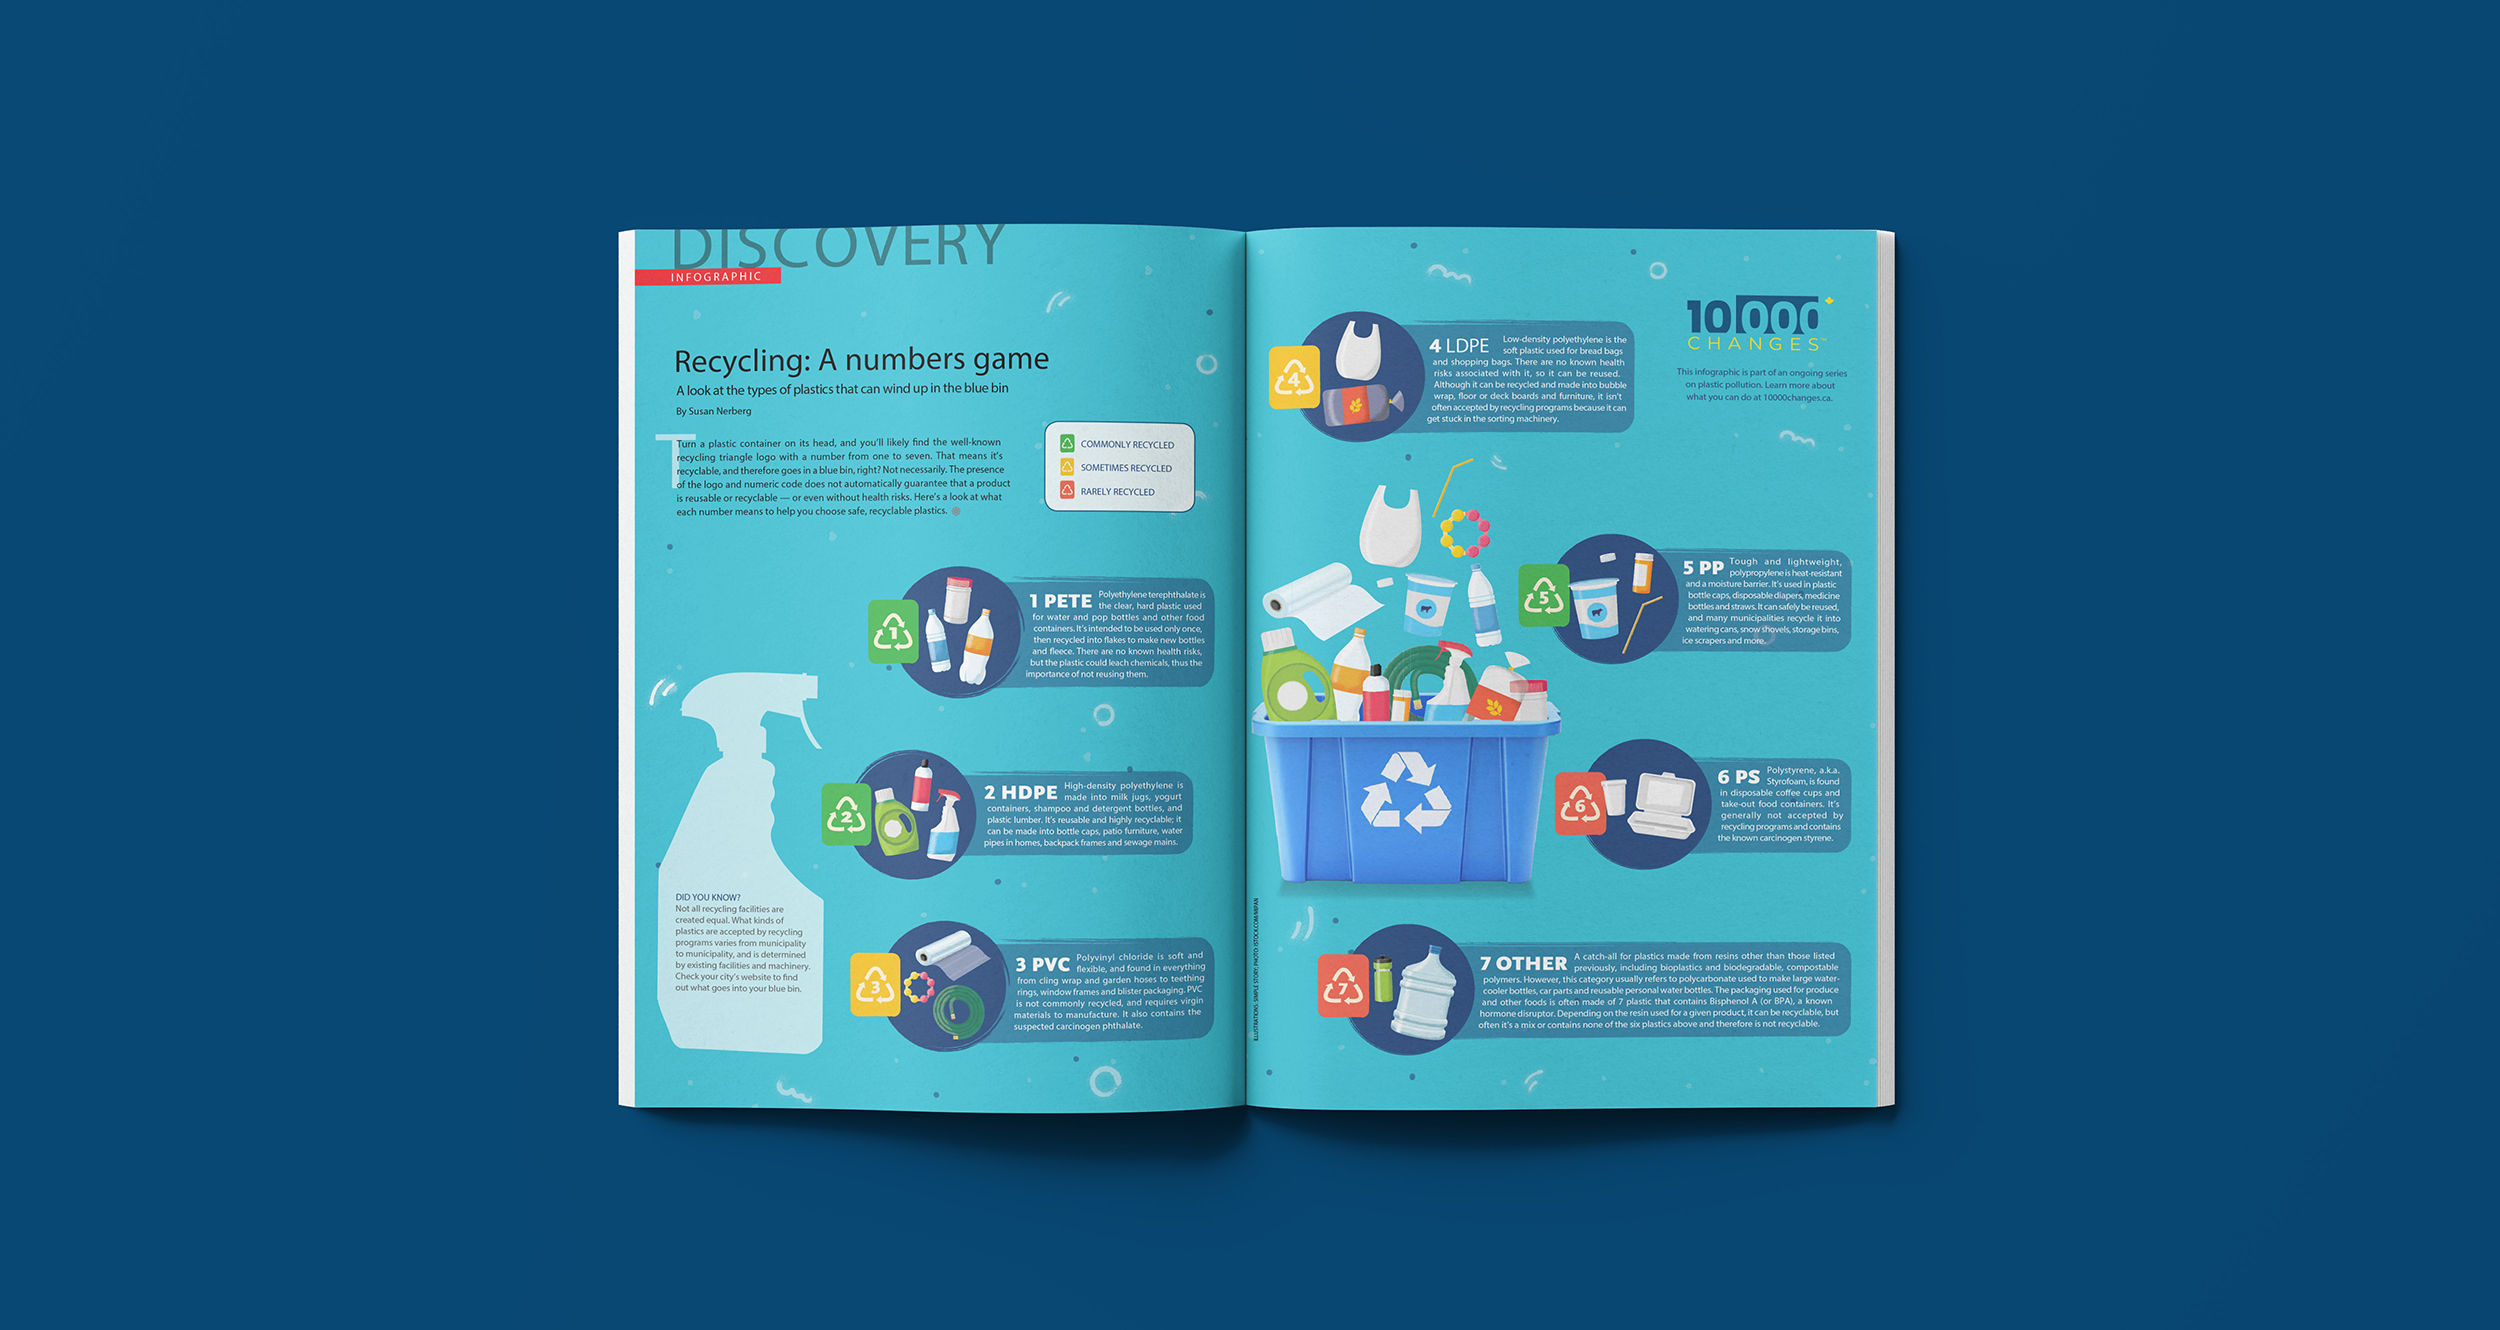 DISCOVERY
INFOGRAPHIC
Recycling: A numbers game
A look at the types of plastics that can wind up in the blue bin
By Susan Nerberg
Turn a plastic container on its head, and you'll likely find the well-known
recycling triangle logo with a number from one to seven. That means it's
recyclable, and therefore goes in a blue bin, right? Not necessarily. The presence
of the logo and numeric code does not automatically guarantee that a product
is reusable or recyclable — or even without health risks. Here's a look at what
each number means to help you choose safe, recyclable plastics.
COMMONLY RECYCLED
SOMETIMES RECYCLED
RARELY RECYCLED
1
1 PETE Polyethylene terephthalate is
the clear, hard plastic used
for water and pop bottles and other food
containers. It's intended to be used only once,
then recycled into flakes to make new bottles
and fleece. There are no known health risks,
but the plastic could leach chemicals, thus the
importance of not reusing them.
2
2 HDPE High-density polyethylene is
made into milk jugs, yogurt
containers, shampoo and detergent bottles, and
plastic lumber. It's reusable and highly recyclable; it
can be made into bottle caps, patio furniture, water
pipes in homes, backpack frames and sewage mains.
DID YOU KNOW?
Not all recycling facilities are
created equal. What kinds of
plastics are accepted by recycling
programs varies from municipality
to municipality, and is determined
by existing facilities and machinery.
Check your city's website to find
out what goes into your blue bin.
3
3 PVC Polyvinyl chloride is soft and
flexible, and found in everything
from cling wrap and garden hoses to teething
rings, window frames and blister packaging. PVC
is not commonly recycled, and requires virgin
materials to manufacture. It also contains the
suspected carcinogen phthalate.
4
4 LDPE Low-density polyethylene is the
soft plastic used for bread bags
and shopping bags. There are no known health
risks associated with it, so it can be reused.
Although it can be recycled and made into bubble
wrap, floor or deck boards and furniture, it isn't
often accepted by recycling programs because it can
get stuck in the sorting machinery.
10 000
CHANGES™
This infographic is part of an ongoing series
on plastic pollution. Learn more about
what you can do at 10000changes.ca.
5
5 PP Tough and lightweight,
polypropylene is heat-resistant
and a moisture barrier. It's used in plastic
bottle caps, disposable diapers, medicine
bottles and straws. It can safely be reused,
and many municipalities recycle it into
watering cans, snow shovels, storage bins,
ice scrapers and more.
6
6 PS Polystyrene, a.k.a.
Styrofoam, is found
in disposable coffee cups and
take-out food containers. It's
generally not accepted by
recycling programs and contains
the known carcinogen styrene.
7
7 OTHER A catch-all for plastics made from resins other than those listed
previously, including bioplastics and biodegradable, compostable
polymers. However, this category usually refers to polycarbonate used to make large water-
cooler bottles, car parts and reusable personal water bottles. The packaging used for produce
and other foods is often made of 7 plastic that contains Bisphenol A (or BPA), a known
hormone disruptor. Depending on the resin used for a given product, it can be recyclable, but
often it's a mix or contains none of the six plastics above and therefore is not recyclable.
ILLUSTRATIONS: SIMPLE STORY; PHOTO: ISTOCK.COM/MIPAN